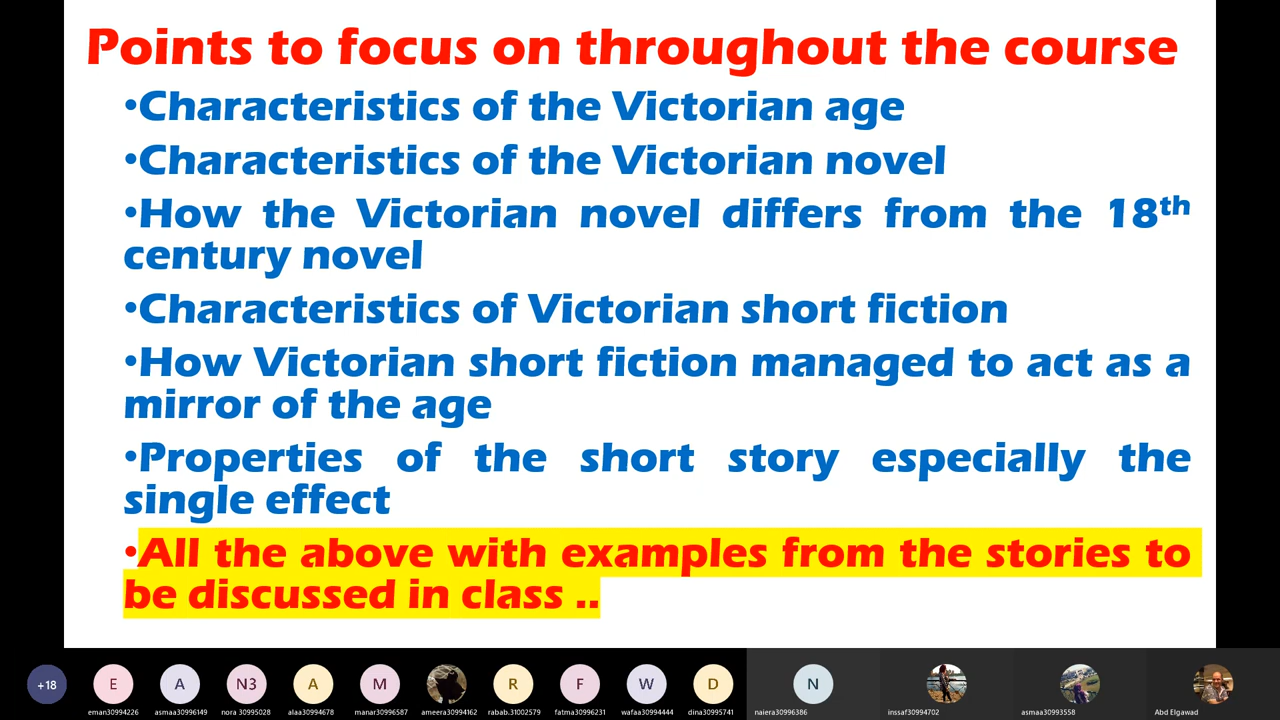 Points to focus on throughout the course
•Characteristics of the Victorian age
•Characteristics of the Victorian novel
•How the Victorian novel differs from the 18th
century novel
•Characteristics of Victorian short fiction
•How Victorian short fiction managed to act as a
mirror of the age
•Properties of the short story especially the
single effect
•All the above with examples from the stories to
be discussed in class ..
+18 E A N3 A M R F W D N
eman30994226 asmaa30996149 nora 30995028 alaa30994678 manar30996587 ameera30994162 rabab.31002579 fatma30996231 wafaa30994444 dina30995741 naiera30996386 inssaf30994702 asmaa30993558 Abd Elgawad